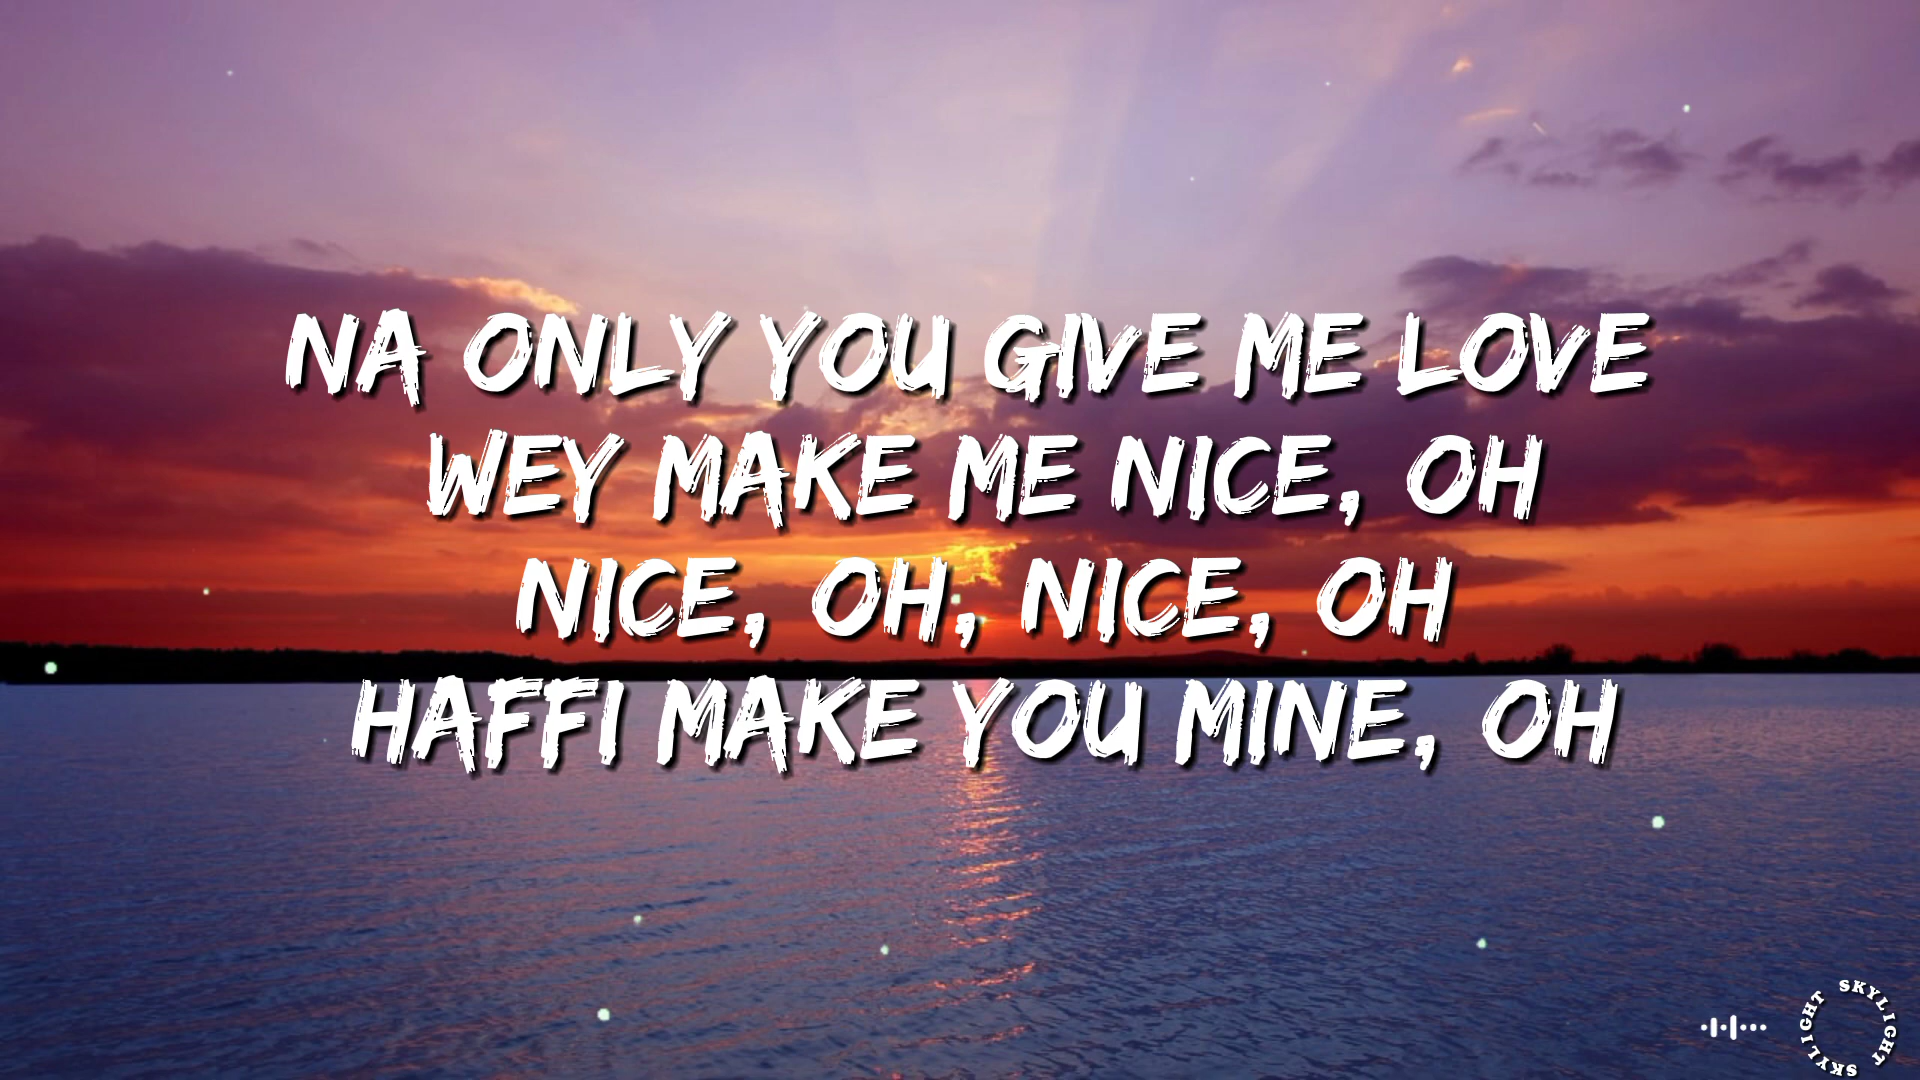 NA ONLY YOU GIVE ME LOVE
WEY MAKE ME NICE, OH
NICE, OH, NICE, OH
HAFFI MAKE YOU MINE, OH
SKYLIGHT SKYLIGHT SKYLIGHT